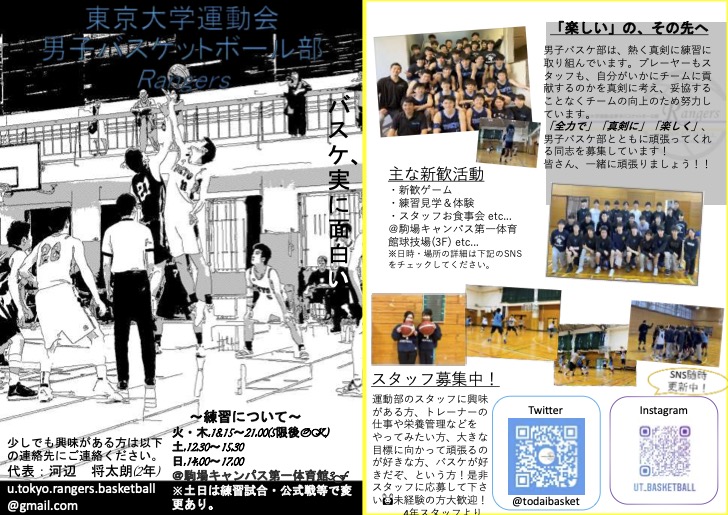 東京大学運動会
男子バスケットボール部
Rangers
バスケ、実に面白い
～練習について～
火・木,18:15～21:00(5限後OK)
土,12:30～15:30
日,14:00～17:00
@駒場キャンパス第一体育館3-f
※土日は練習試合・公式戦等で変
更あり。
少しでも興味がある方は以下
の連絡先にご連絡ください。
代表：河辺 将太朗(2年)
u.tokyo.rangers.basketball
@gmail.com
「楽しい」の、その先へ
男子バスケ部は、熱く真剣に練習に
取り組んでいます。プレーヤーもス
タッフも、自分がいかにチームに貢
献するのかを真剣に考え、妥協する
ことなくチームの向上のため努力し
ています。
「全力で」「真剣に」「楽しく」、
男子バスケ部とともに頑張ってくれ
る同志を募集しています！
皆さん、一緒に頑張りましょう！！
主な新歓活動
・新歓ゲーム
・練習見学＆体験
・スタッフお食事会 etc...
@駒場キャンパス第一体育
館球技場(3F) etc...
※日時・場所の詳細は下記のSNS
をチェックしてください。
スタッフ募集中！
運動部のスタッフに興味
がある方、トレーナーの
仕事や栄養管理などを
やってみたい方、大きな
目標に向かって頑張るの
が好きな方、バスケが好
きだぞ、という方！是非
スタッフに応募して下さ
い 未経験の方大歓迎！
4年スタッフより
SNS随時
更新中！
Twitter
@todaibasket
Instagram
UT_BASKETBALL